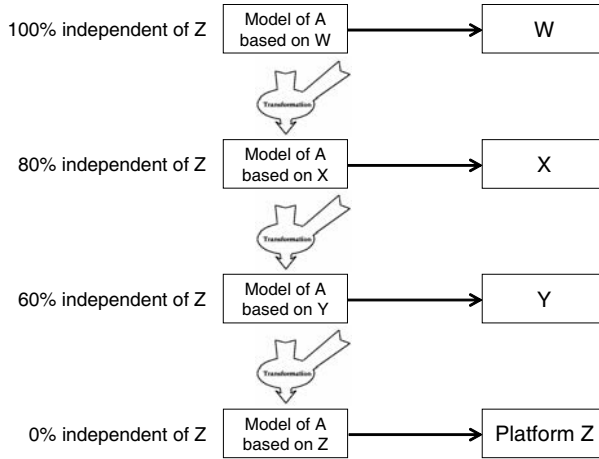 100% independent of Z
Model of A
based on W
W
Transformation
80% independent of Z
Model of A
based on X
X
Transformation
60% independent of Z
Model of A
based on Y
Y
Transformation
0% independent of Z
Model of A
based on Z
Platform Z